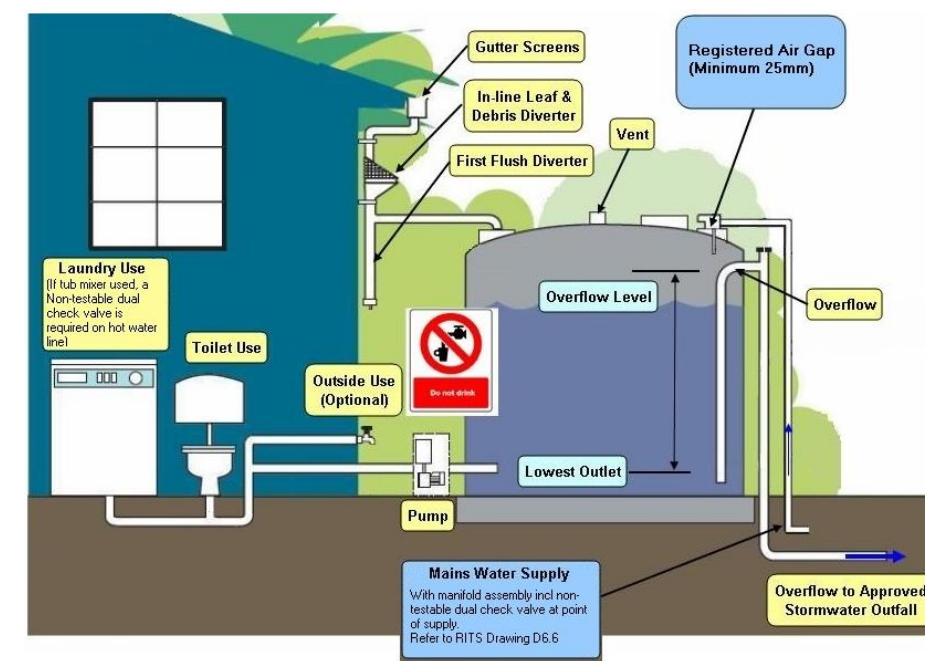 Gutter Screens
Registered Air Gap
(Minimum 25mm)
In-line Leaf &
Debris Diverter
Vent
First Flush Diverter
Laundry Use
(If tub mixer used, a
Non-testable dual
check valve is
required on hot water
line)
Overflow Level
Overflow
Toilet Use
Do not drink
Outside Use
(Optional)
Lowest Outlet
Pump
Mains Water Supply
With manifold assembly incl non-
testable dual check valve at point
of supply.
Refer to RITS Drawing D6.6
Overflow to Approved
Stormwater Outfall